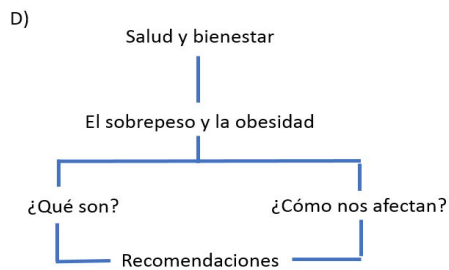 D)
Salud y bienestar
El sobrepeso y la obesidad
¿Qué son?
¿Cómo nos afectan?
Recomendaciones